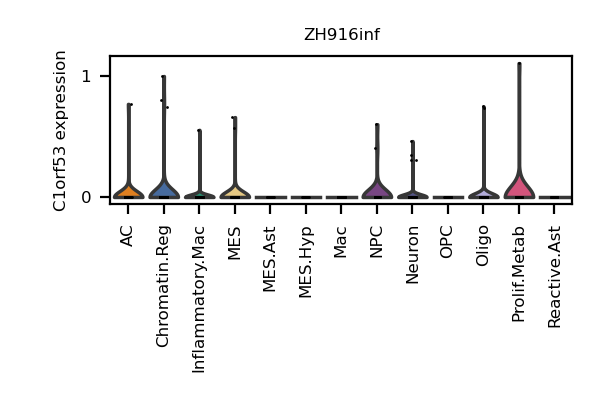 ZH916inf
C1orf53 expression
1
0
AC
Chromatin.Reg
Inflammatory.Mac
MES
MES.Ast
MES.Hyp
Mac
NPC
Neuron
OPC
Oligo
Prolif.Metab
Reactive.Ast